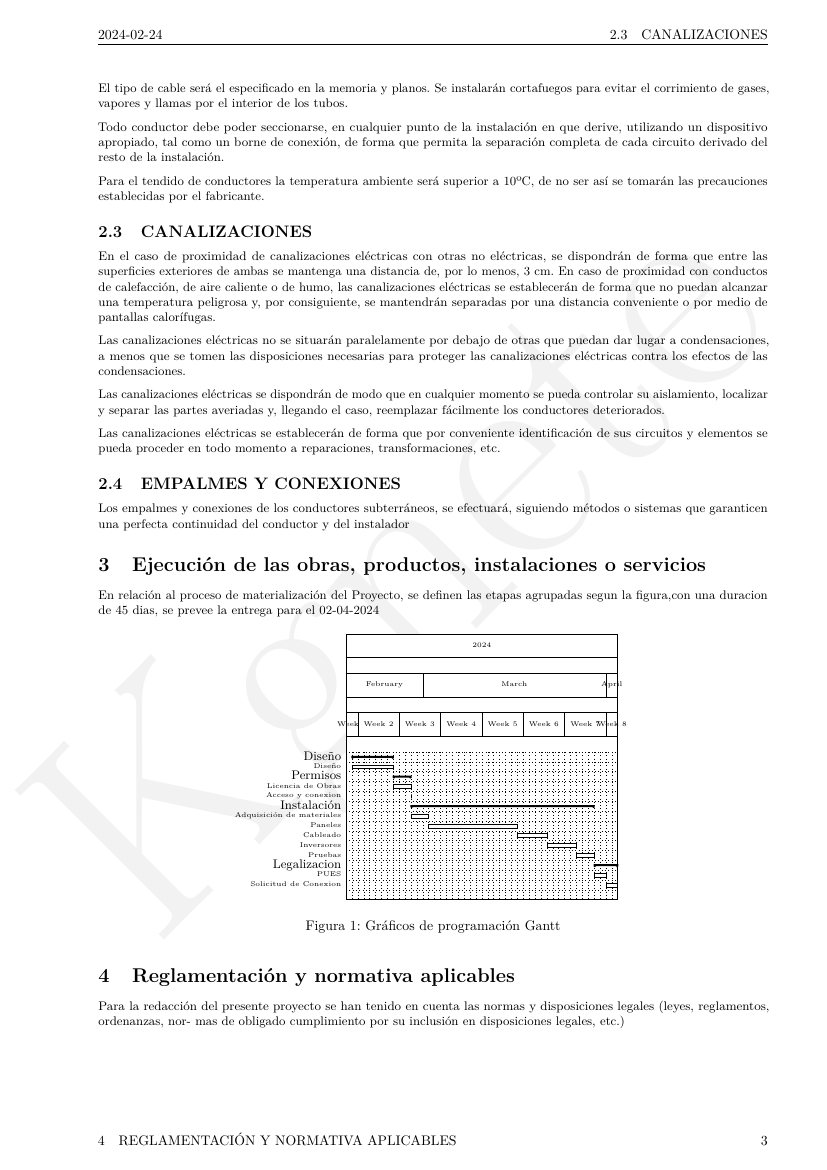 2024-02-24 2.3 CANALIZACIONES
El tipo de cable será el especificado en la memoria y planos. Se instalarán cortafuegos para evitar el corrimiento de gases,
vapores y llamas por el interior de los tubos.
Todo conductor debe poder seccionarse, en cualquier punto de la instalación en que derive, utilizando un dispositivo
apropiado, tal como un borne de conexión, de forma que permita la separación completa de cada circuito derivado del
resto de la instalación.
Para el tendido de conductores la temperatura ambiente será superior a 10ºC, de no ser así se tomarán las precauciones
establecidas por el fabricante.
2.3 CANALIZACIONES
En el caso de proximidad de canalizaciones eléctricas con otras no eléctricas, se dispondrán de forma que entre las
superficies exteriores de ambas se mantenga una distancia de, por lo menos, 3 cm. En caso de proximidad con conductos
de calefacción, de aire caliente o de humo, las canalizaciones eléctricas se establecerán de forma que no puedan alcanzar
una temperatura peligrosa y, por consiguiente, se mantendrán separadas por una distancia conveniente o por medio de
pantallas calorífugas.
Las canalizaciones eléctricas no se situarán paralelamente por debajo de otras que puedan dar lugar a condensaciones,
a menos que se tomen las disposiciones necesarias para proteger las canalizaciones eléctricas contra los efectos de las
condensaciones.
Las canalizaciones eléctricas se dispondrán de modo que en cualquier momento se pueda controlar su aislamiento, localizar
y separar las partes averiadas y, llegando el caso, reemplazar fácilmente los conductores deteriorados.
Las canalizaciones eléctricas se establecerán de forma que por conveniente identificación de sus circuitos y elementos se
pueda proceder en todo momento a reparaciones, transformaciones, etc.
2.4 EMPALMES Y CONEXIONES
Los empalmes y conexiones de los conductores subterráneos, se efectuará, siguiendo métodos o sistemas que garanticen
una perfecta continuidad del conductor y del instalador
3 Ejecución de las obras, productos, instalaciones o servicios
En relación al proceso de materialización del Proyecto, se definen las etapas agrupadas segun la figura,con una duracion
de 45 dias, se prevee la entrega para el 02-04-2024
2024
February March April
Week Week 2 Week 3 Week 4 Week 5 Week 6 Week 7 Week 8
Diseño
Diseño
Permisos
Licencia de Obras
Acceso y conexion
Instalación
Adquisición de materiales
Paneles
Cableado
Inversores
Pruebas
Legalizacion
PUES
Solicitud de Conexion
Figura 1: Gráficos de programación Gantt
4 Reglamentación y normativa aplicables
Para la redacción del presente proyecto se han tenido en cuenta las normas y disposiciones legales (leyes, reglamentos,
ordenanzas, nor- mas de obligado cumplimiento por su inclusión en disposiciones legales, etc.)
4 REGLAMENTACIÓN Y NORMATIVA APLICABLES 3
Kgnete